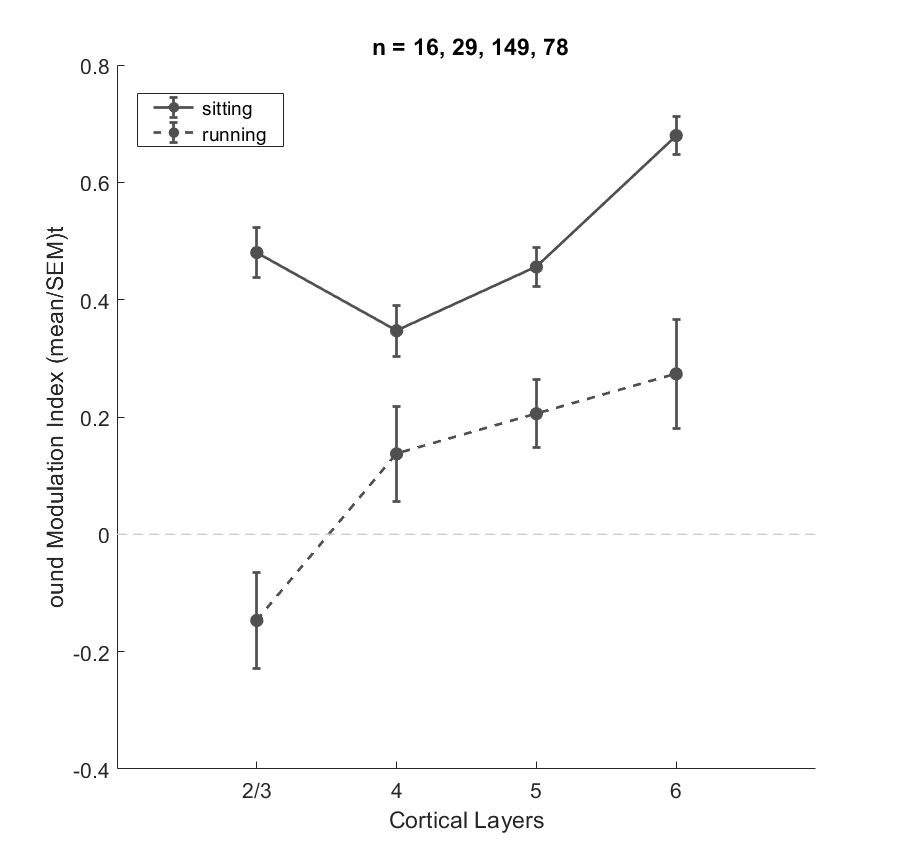 n = 16, 29, 149, 78
0.8
0.6
0.4
0.2
0
-0.2
-0.4
sitting
running
ound Modulation Index (mean/SEM)t
2/3 4 5 6
Cortical Layers